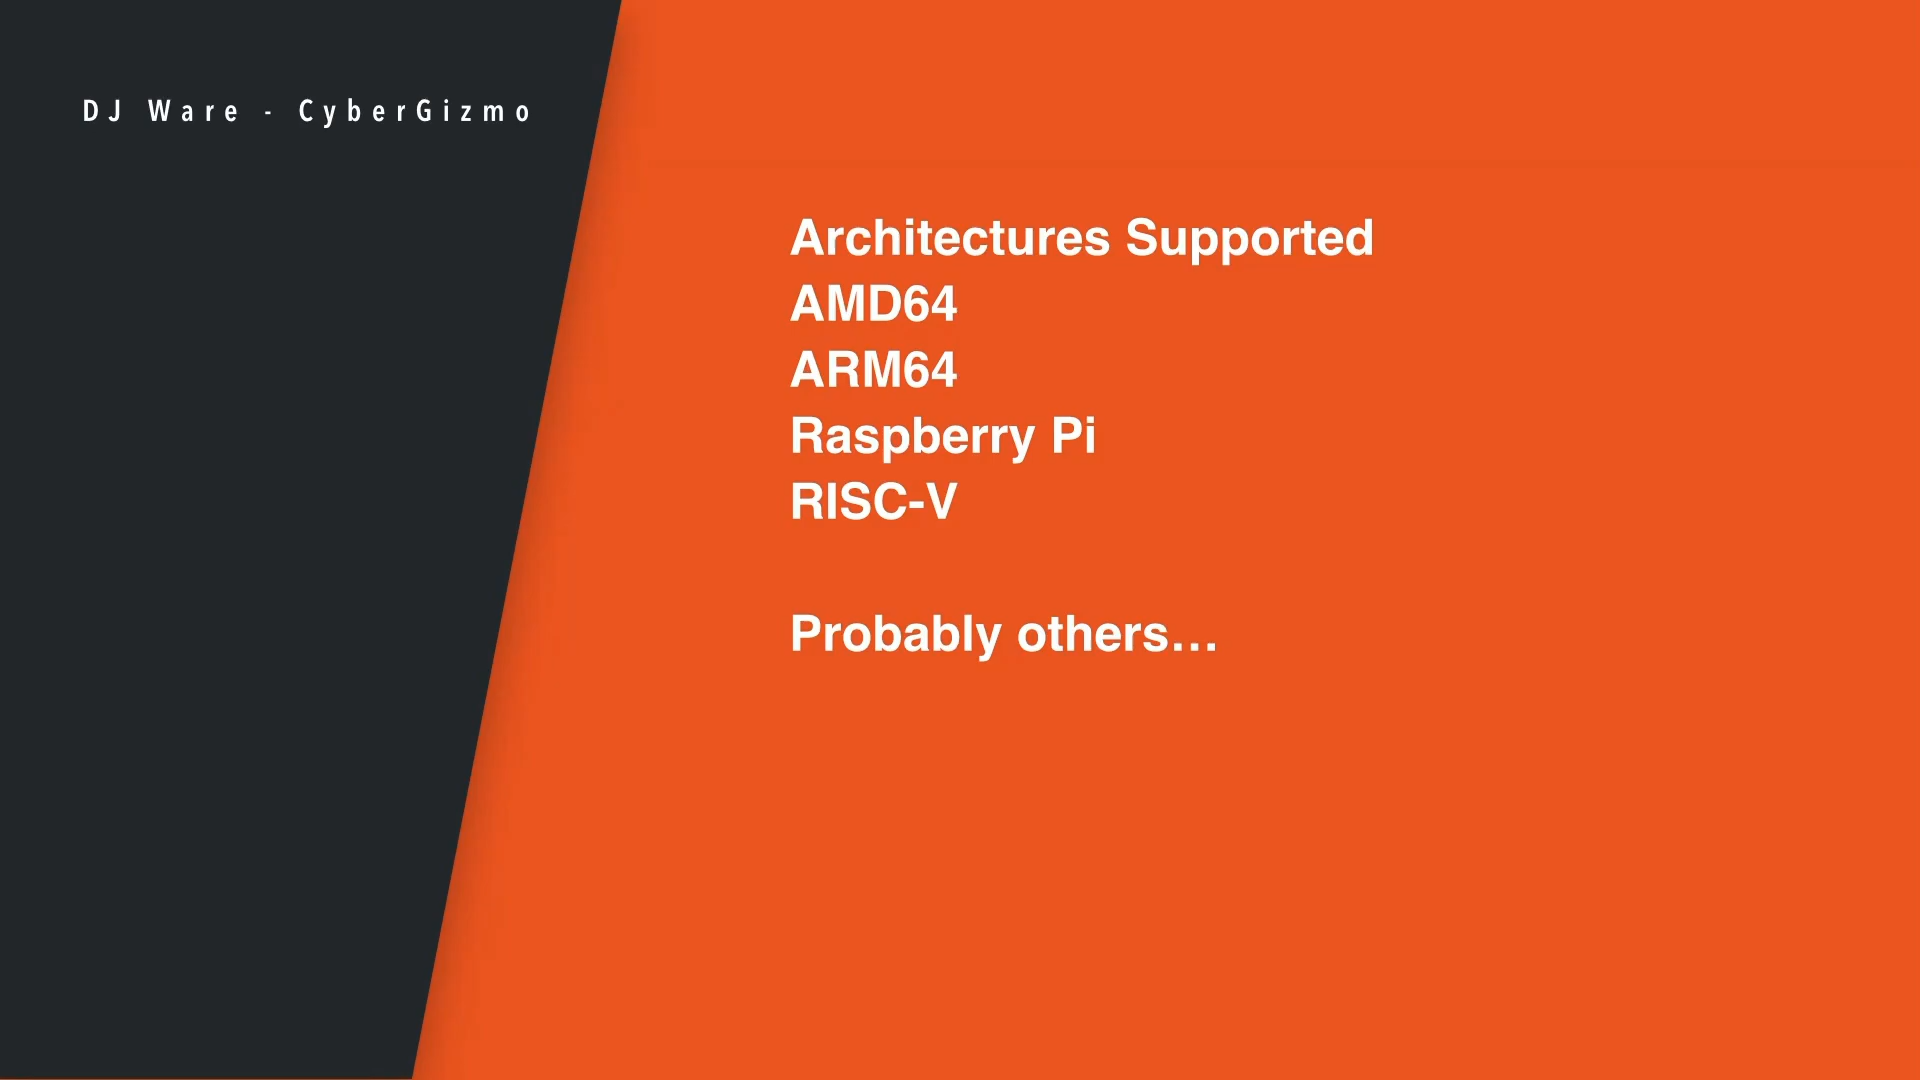 DJ Ware - CyberGizmo
Architectures Supported
AMD64
ARM64
Raspberry Pi
RISC-V
Probably others…